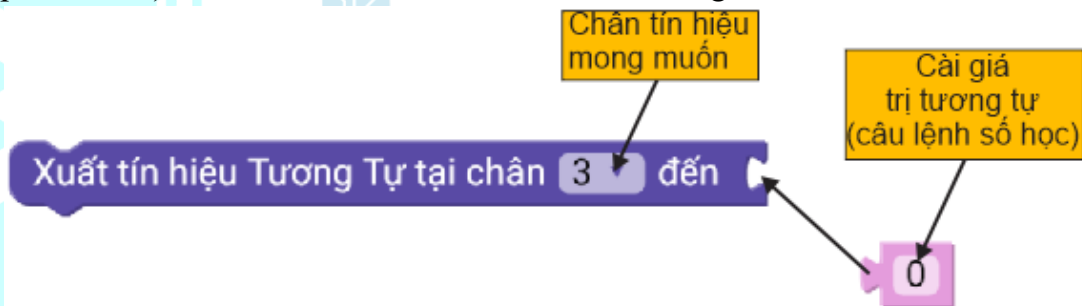 Chân tín hiệu
mong muốn
Cài giá
trị tương tự
(câu lệnh số học)
Xuất tín hiệu Tương Tự tại chân 3 đến
0